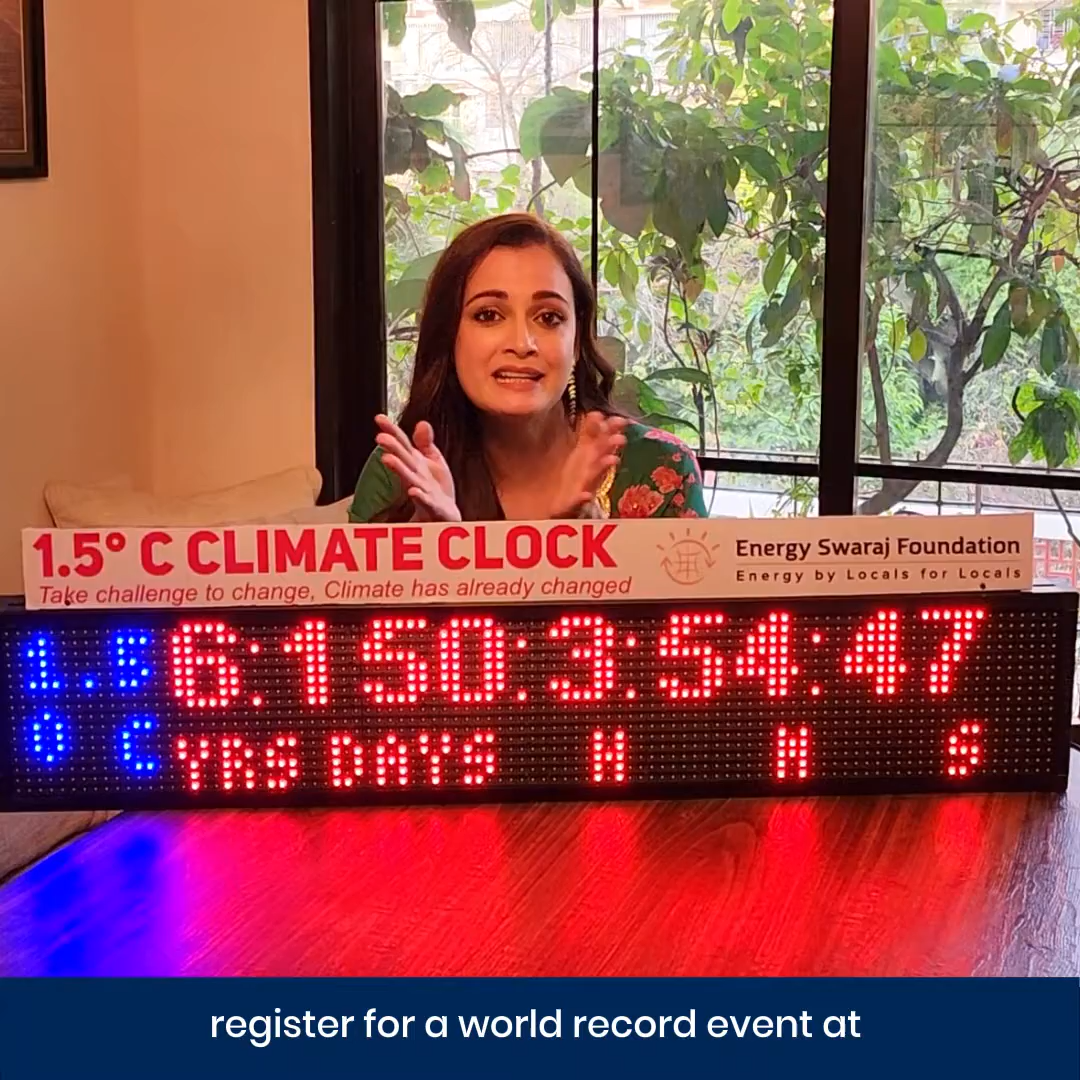 1.5° C CLIMATE CLOCK
Take challenge to change, Climate has already changed
Energy Swaraj Foundation
Energy by Locals for Locals
1.5 6:150:3:54:47
0 C YRS DAYS H M S
register for a world record event at